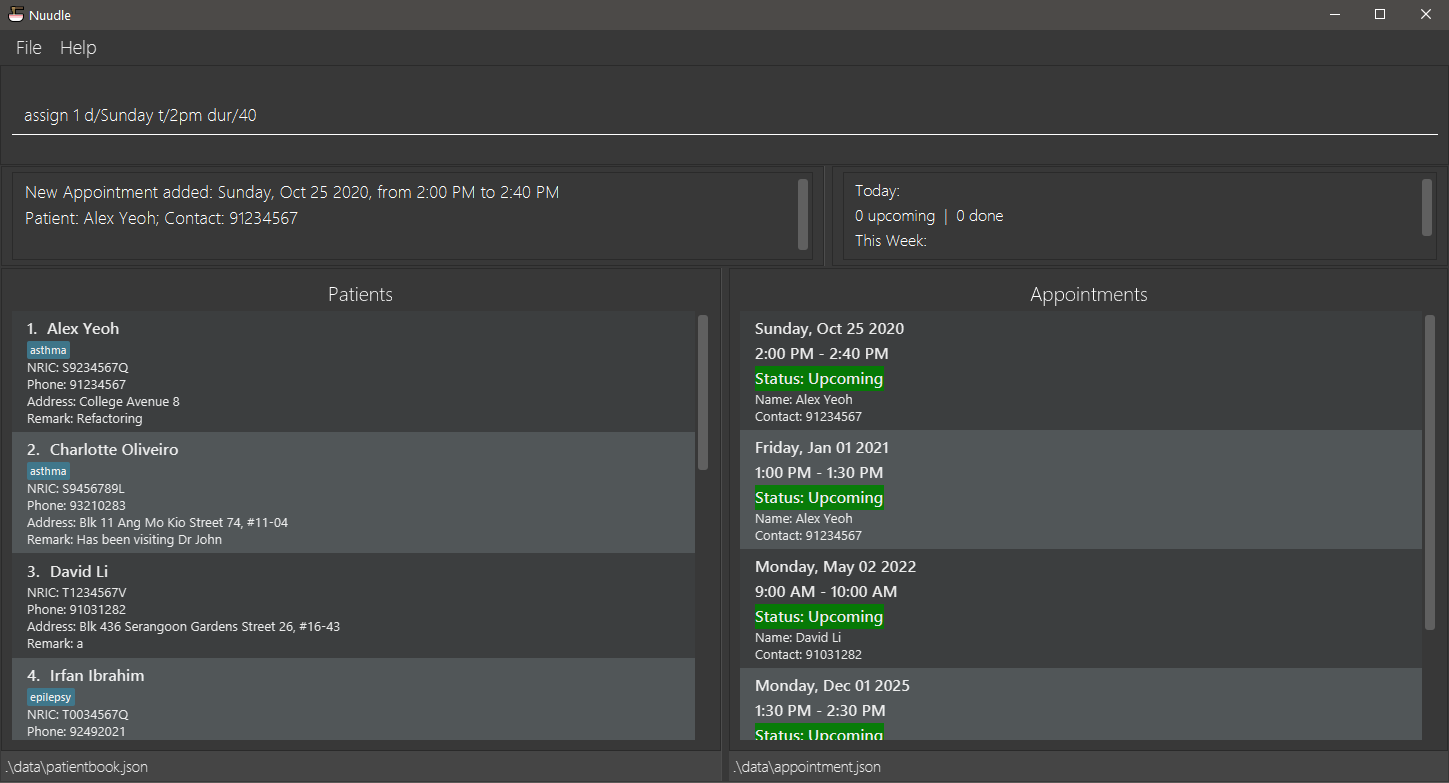 Nuudle
File Help
assign 1 d/Sunday t/2pm dur/40
New Appointment added: Sunday, Oct 25 2020, from 2:00 PM to 2:40 PM
Patient: Alex Yeoh; Contact: 91234567
Today:
0 upcoming | 0 done
This Week:
Patients
1. Alex Yeoh
asthma
NRIC: S9234567Q
Phone: 91234567
Address: College Avenue 8
Remark: Refactoring
2. Charlotte Oliveiro
asthma
NRIC: S9456789L
Phone: 93210283
Address: Blk 11 Ang Mo Kio Street 74, #11-04
Remark: Has been visiting Dr John
3. David Li
NRIC: T1234567V
Phone: 91031282
Address: Blk 436 Serangoon Gardens Street 26, #16-43
Remark: a
4. Irfan Ibrahim
epilepsy
NRIC: T0034567Q
Phone: 92492021
Appointments
Sunday, Oct 25 2020
2:00 PM - 2:40 PM
Status: Upcoming
Name: Alex Yeoh
Contact: 91234567
Friday, Jan 01 2021
1:00 PM - 1:30 PM
Status: Upcoming
Name: Alex Yeoh
Contact: 91234567
Monday, May 02 2022
9:00 AM - 10:00 AM
Status: Upcoming
Name: David Li
Contact: 91031282
Monday, Dec 01 2025
1:30 PM - 2:30 PM
Status: Upcoming
.\data\patientbook.json
.\data\appointment.json